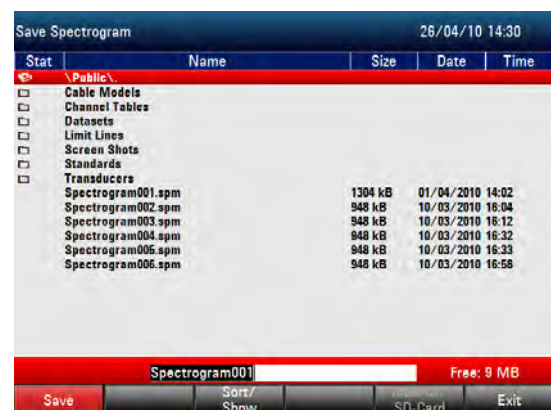 Save Spectrogram 26/04/10 14:30
Stat Name Size Date Time
\Public\.
Cable Models
Channel Tables
Datasets
Limit Lines
Screen Shots
Standards
Transducers
Spectrogram001.spm 1304 kB 01/04/2010 14:02
Spectrogram002.spm 948 kB 10/03/2010 16:04
Spectrogram003.spm 948 kB 10/03/2010 16:12
Spectrogram004.spm 948 kB 10/03/2010 16:32
Spectrogram005.spm 948 kB 10/03/2010 16:33
Spectrogram006.spm 948 kB 10/03/2010 16:58
Spectrogram001 Free: 9 MB
Save Sort/ Show SD-Card Exit